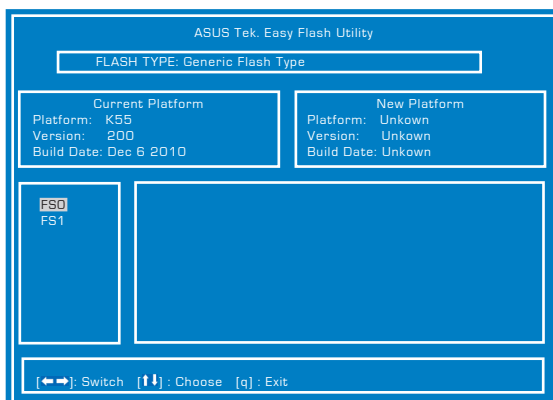 ASUS Tek. Easy Flash Utility
FLASH TYPE: Generic Flash Type
Current Platform
Platform: K55
Version: 200
Build Date: Dec 6 2010
New Platform
Platform: Unkown
Version: Unkown
Build Date: Unkown
FS0
FS1
[←→]: Switch [↑↓] : Choose [q] : Exit